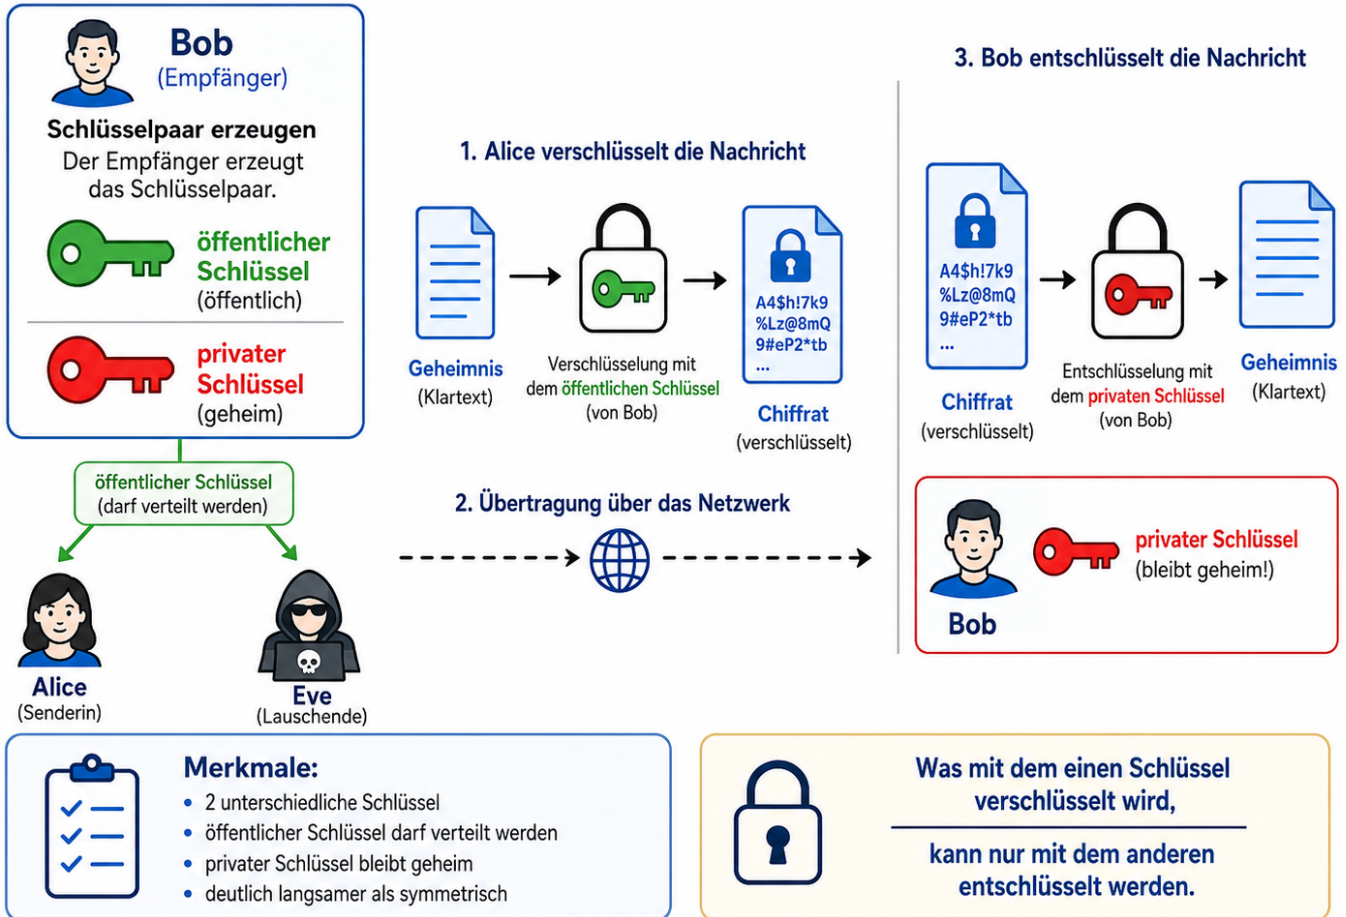 Bob
(Empfänger)
Schlüsselpaar erzeugen
Der Empfänger erzeugt
das Schlüsselpaar.
öffentlicher
Schlüssel
(öffentlich)
privater
Schlüssel
(geheim)
öffentlicher Schlüssel
(darf verteilt werden)
Alice
(Senderin)
Eve
(Lauschende)
1. Alice verschlüsselt die Nachricht
Geheimnis
(Klartext)
Verschlüsselung mit
dem öffentlichen Schlüssel
(von Bob)
A4$h!7k9
%Lz@8mQ
9#eP2*tb
...
Chiffrat
(verschlüsselt)
2. Übertragung über das Netzwerk
3. Bob entschlüsselt die Nachricht
A4$h!7k9
%Lz@8mQ
9#eP2*tb
...
Chiffrat
(verschlüsselt)
Entschlüsselung mit
dem privaten Schlüssel
(von Bob)
Geheimnis
(Klartext)
Bob
privater Schlüssel
(bleibt geheim!)
Merkmale:
• 2 unterschiedliche Schlüssel
• öffentlicher Schlüssel darf verteilt werden
• privater Schlüssel bleibt geheim
• deutlich langsamer als symmetrisch
Was mit dem einen Schlüssel
verschlüsselt wird,
kann nur mit dem anderen
entschlüsselt werden.